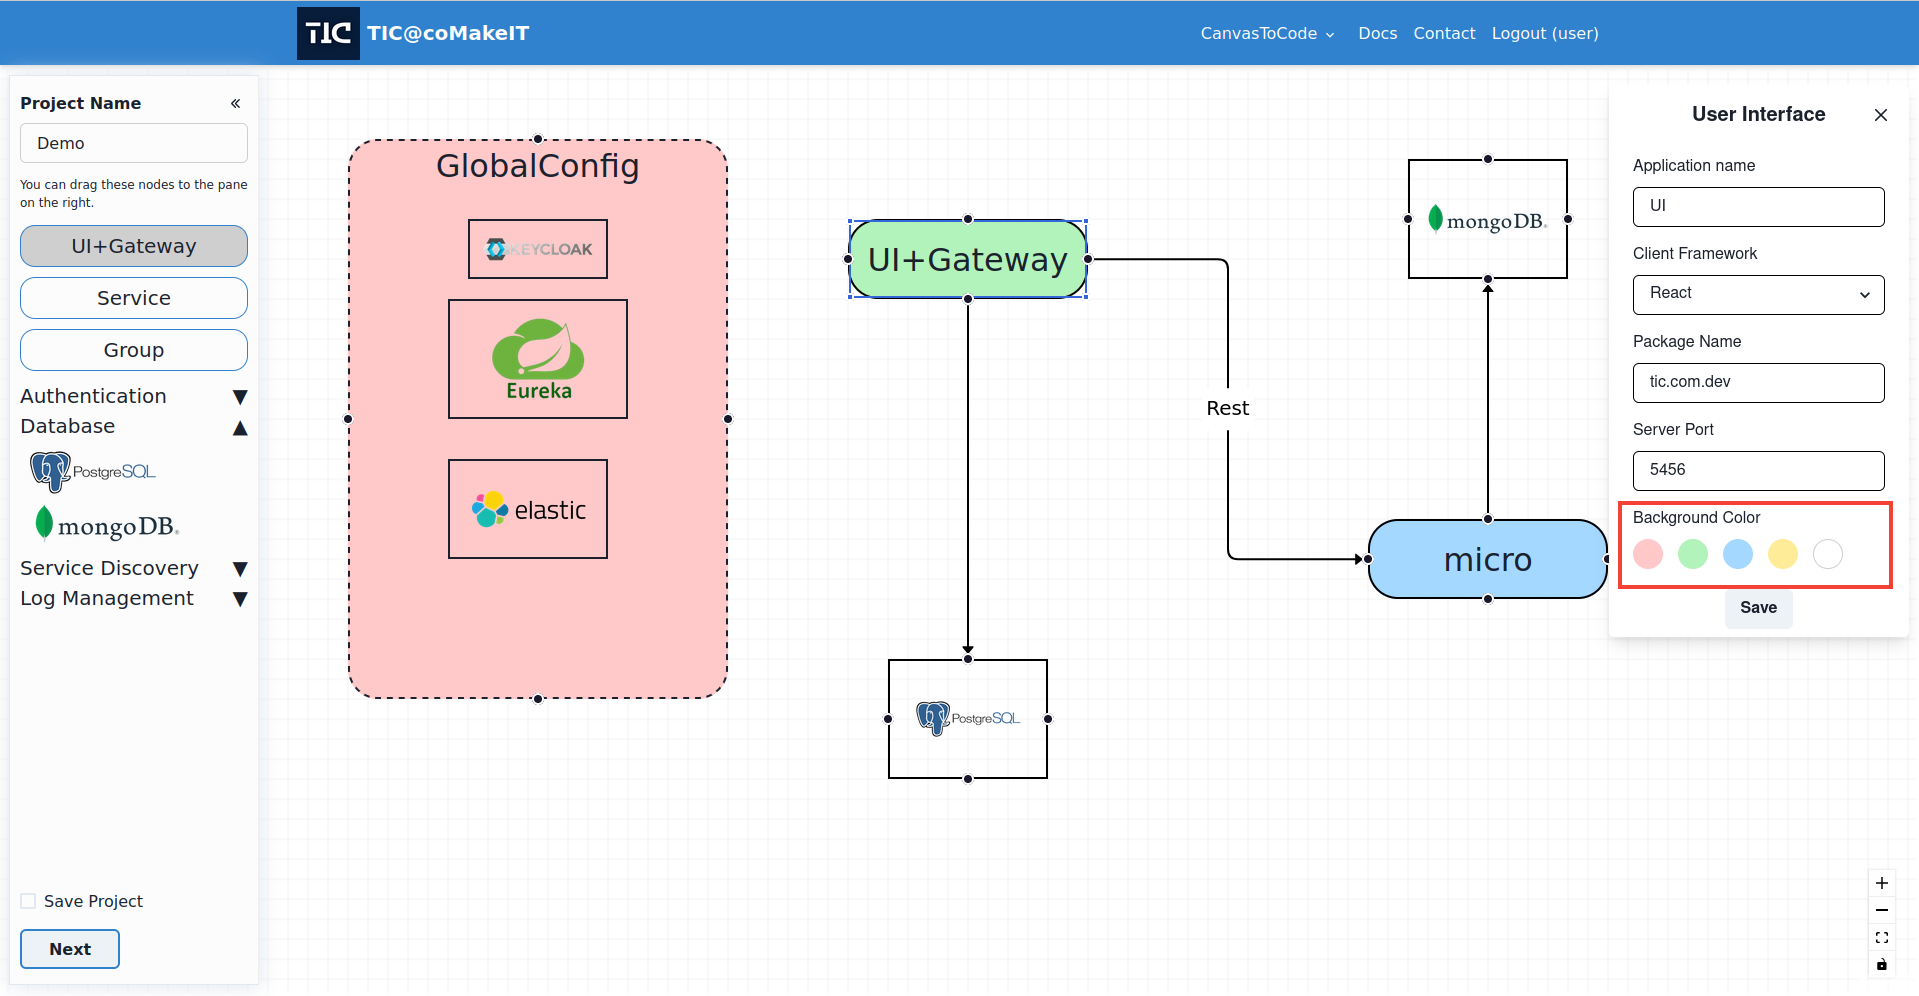 TIC
TIC@coMakeIT
CanvasToCode
Docs
Contact
Logout (user)
Project Name
Demo
You can drag these nodes to the pane
on the right.
UI+Gateway
Service
Group
Authentication
Database
PostgreSQL
mongoDB
Service Discovery
Log Management
Save Project
Next
GlobalConfig
KEYCLOAK
Eureka
elastic
UI+Gateway
Rest
PostgreSQL
mongoDB
micro
User Interface
Application name
UI
Client Framework
React
Package Name
tic.com.dev
Server Port
5456
Background Color
Save